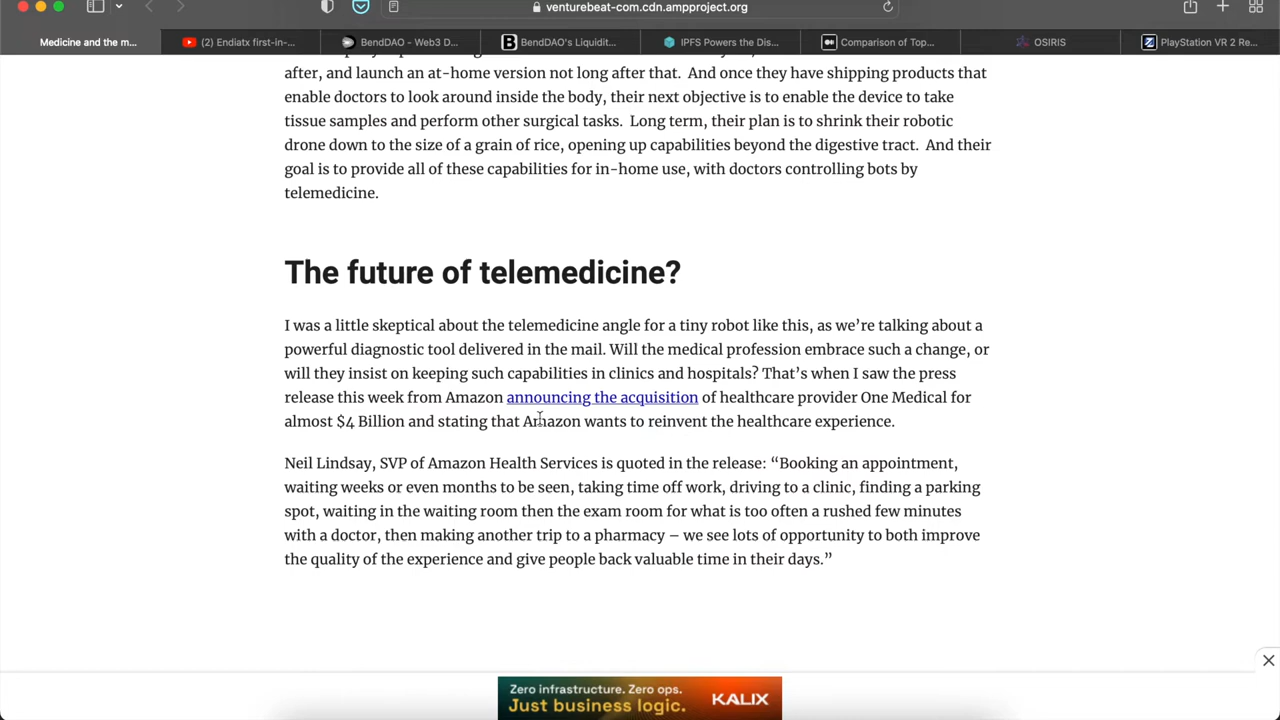 venturebeat-com.cdn.ampproject.org
Medicine and the m...
(2) Endiatx first-in-...
BendDAO - Web3 D...
BendDAO's Liquidit...
IPFS Powers the Dis...
Comparison of Top...
OSIRIS
PlayStation VR 2 Re...
after, and launch an at-home version not long after that. And once they have shipping products that
enable doctors to look around inside the body, their next objective is to enable the device to take
tissue samples and perform other surgical tasks. Long term, their plan is to shrink their robotic
drone down to the size of a grain of rice, opening up capabilities beyond the digestive tract. And their
goal is to provide all of these capabilities for in-home use, with doctors controlling bots by
telemedicine.
The future of telemedicine?
I was a little skeptical about the telemedicine angle for a tiny robot like this, as we’re talking about a
powerful diagnostic tool delivered in the mail. Will the medical profession embrace such a change, or
will they insist on keeping such capabilities in clinics and hospitals? That’s when I saw the press
release this week from Amazon announcing the acquisition of healthcare provider One Medical for
almost $4 Billion and stating that Amazon wants to reinvent the healthcare experience.
Neil Lindsay, SVP of Amazon Health Services is quoted in the release: “Booking an appointment,
waiting weeks or even months to be seen, taking time off work, driving to a clinic, finding a parking
spot, waiting in the waiting room then the exam room for what is too often a rushed few minutes
with a doctor, then making another trip to a pharmacy – we see lots of opportunity to both improve
the quality of the experience and give people back valuable time in their days.”
Zero infrastructure. Zero ops.
Just business logic.
KALIX